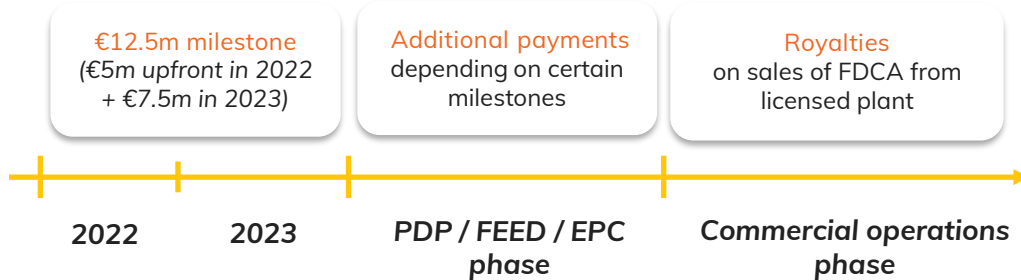 €12.5m milestone
(€5m upfront in 2022
+ €7.5m in 2023)
Additional payments
depending on certain
milestones
Royalties
on sales of FDCA from
licensed plant
2022
2023
PDP / FEED / EPC
phase
Commercial operations
phase